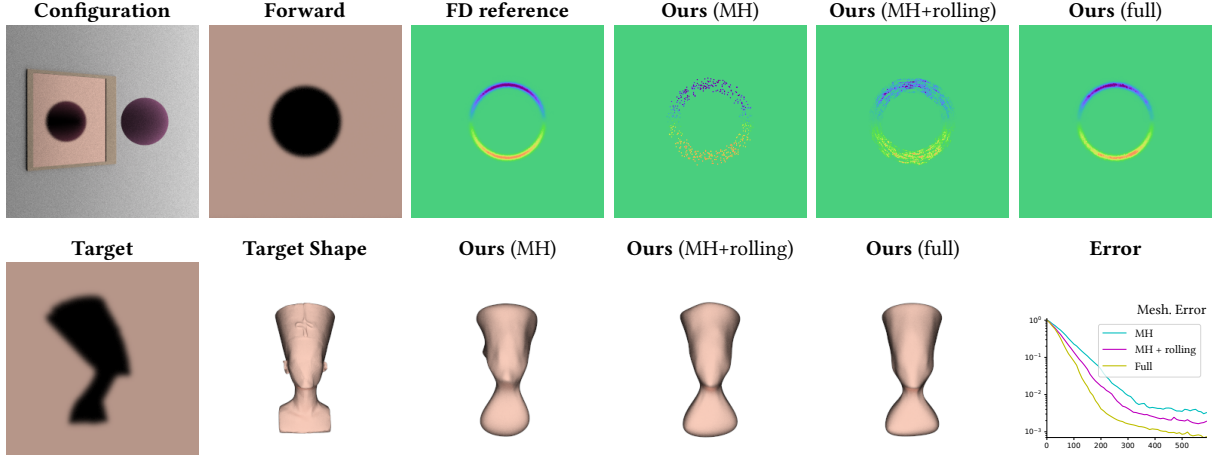 Configuration
Forward
FD reference
Ours (MH)
Ours (MH+rolling)
Ours (full)
Target
Target Shape
Ours (MH)
Ours (MH+rolling)
Ours (full)
Error
Mesh. Error
MH
MH + rolling
Full
10⁰
10⁻¹
10⁻²
10⁻³
0 100 200 300 400 500